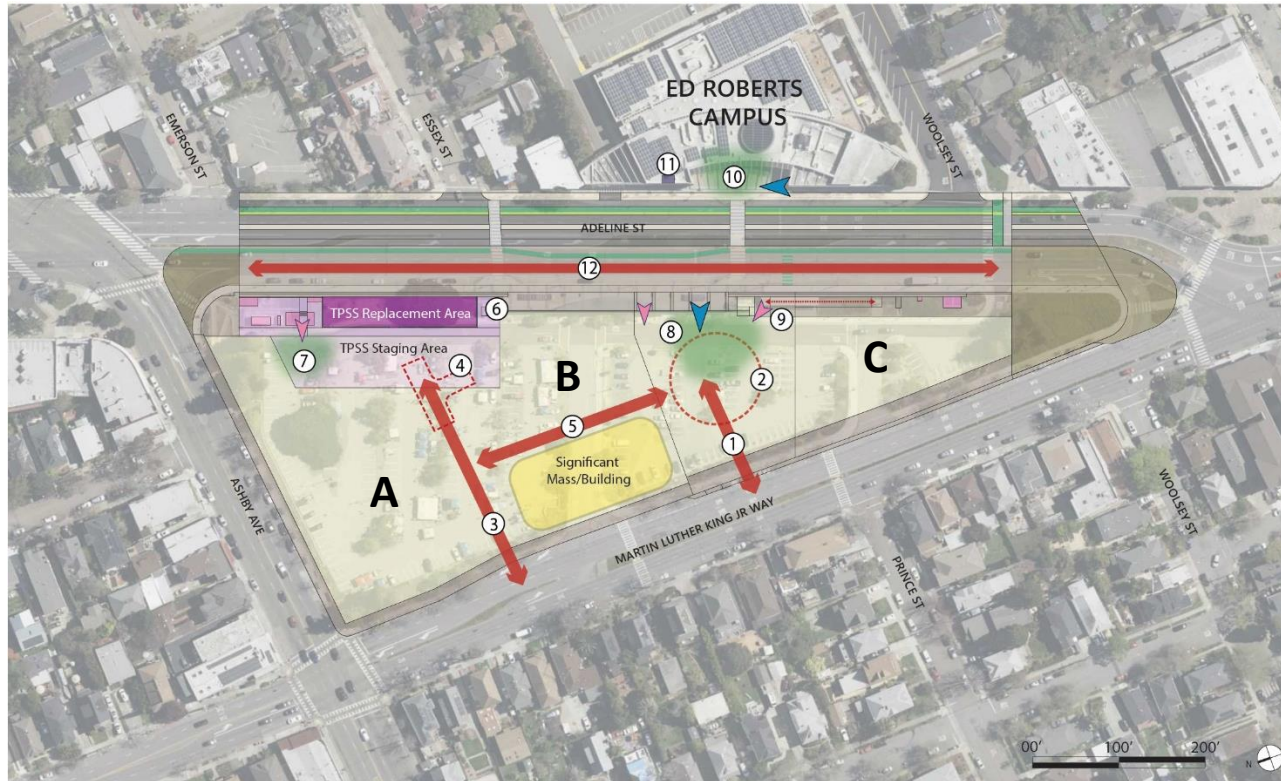 ED ROBERTS
CAMPUS
EMERSON ST
ESSEX ST
WOOLSEY ST
11
10
ADELINE ST
12
TPSS Replacement Area
6
9
8
7
TPSS Staging Area
4
B
C
2
5
1
Significant
Mass/Building
A
3
ASHBY AVE
MARTIN LUTHER KING JR WAY
PRINCE ST
WOOLSEY ST
00' 100' 200'
N